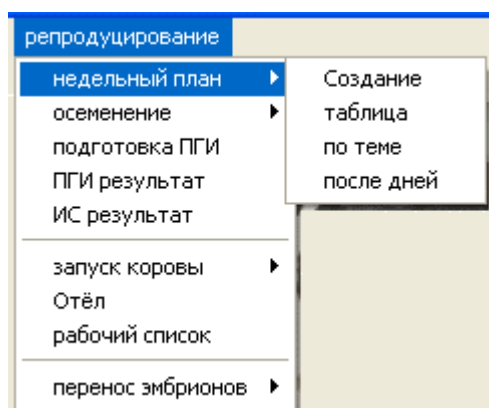 репродуцирование
недельный план
осеменение
подготовка ПГИ
ПГИ результат
ИС результат
запуск коровы
Отёл
рабочий список
перенос эмбрионов
Создание
таблица
по теме
после дней